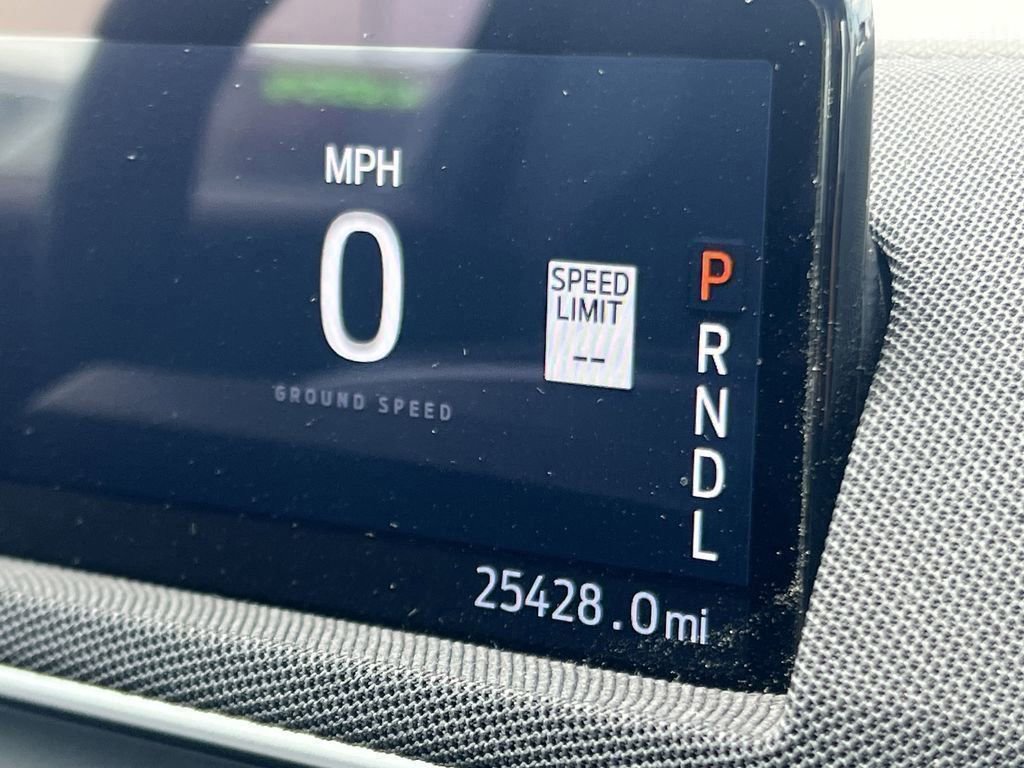 MPH
0
GROUND SPEED
SPEED
LIMIT
--
P
R
N
D
L
25428.0mi